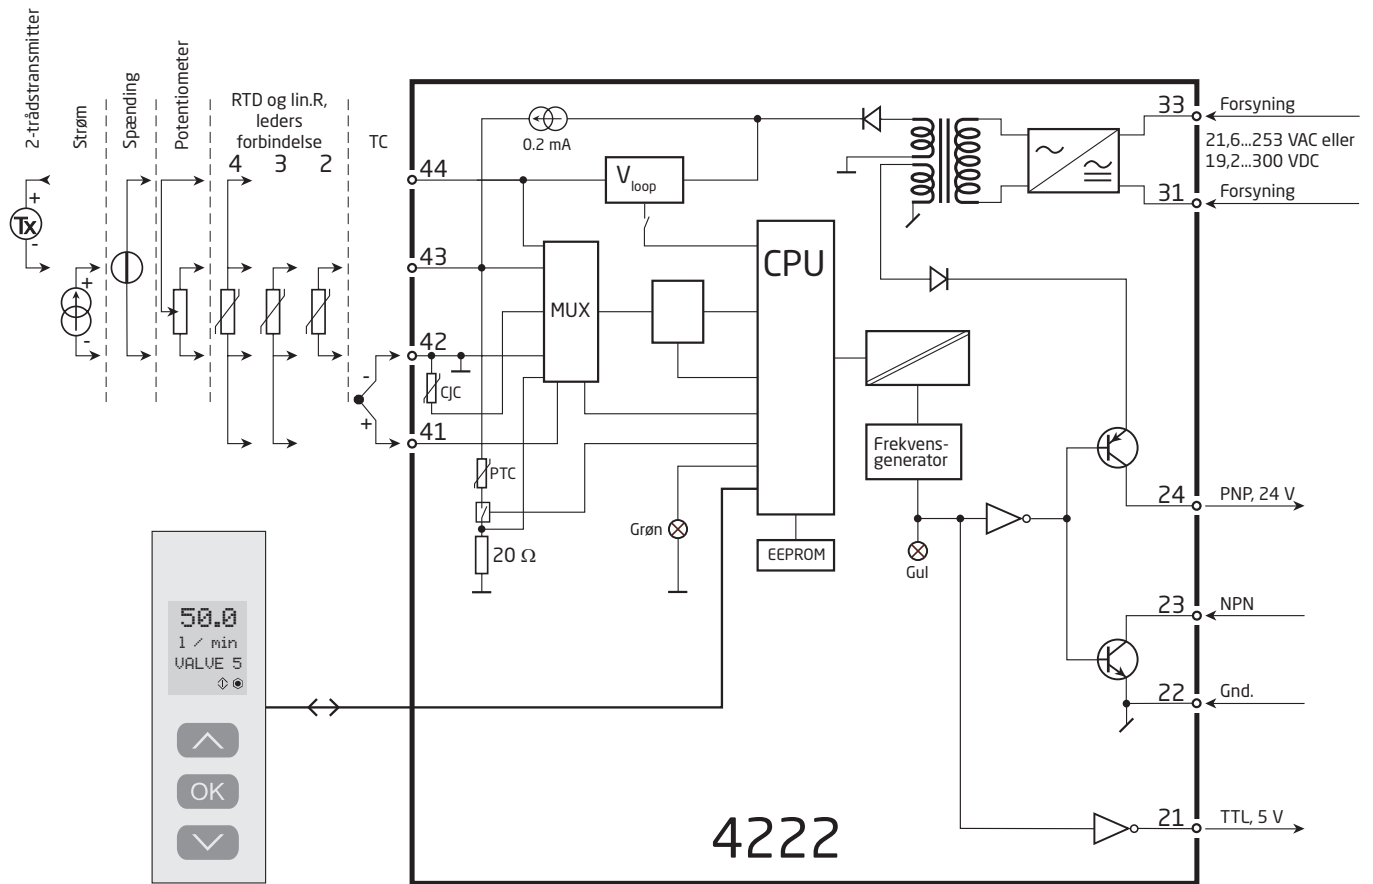 2-trådstransmitter
Strøm
Spænding
Potentiometer
RTD og lin.R,
leders
forbindelse
4 3 2
TC
+
Tx
-
+
-
-
+
44
43
42
41
0.2 mA
V loop
MUX
CPU
CJC
PTC
20 Ω
Grøn
EEPROM
Frekvens-
generator
Gul
33
Forsyning
21,6...253 VAC eller
19,2...300 VDC
31
Forsyning
24
PNP, 24 V
23
NPN
22
Gnd.
21
TTL, 5 V
50.0
l / min
VALVE 5
OK
4222